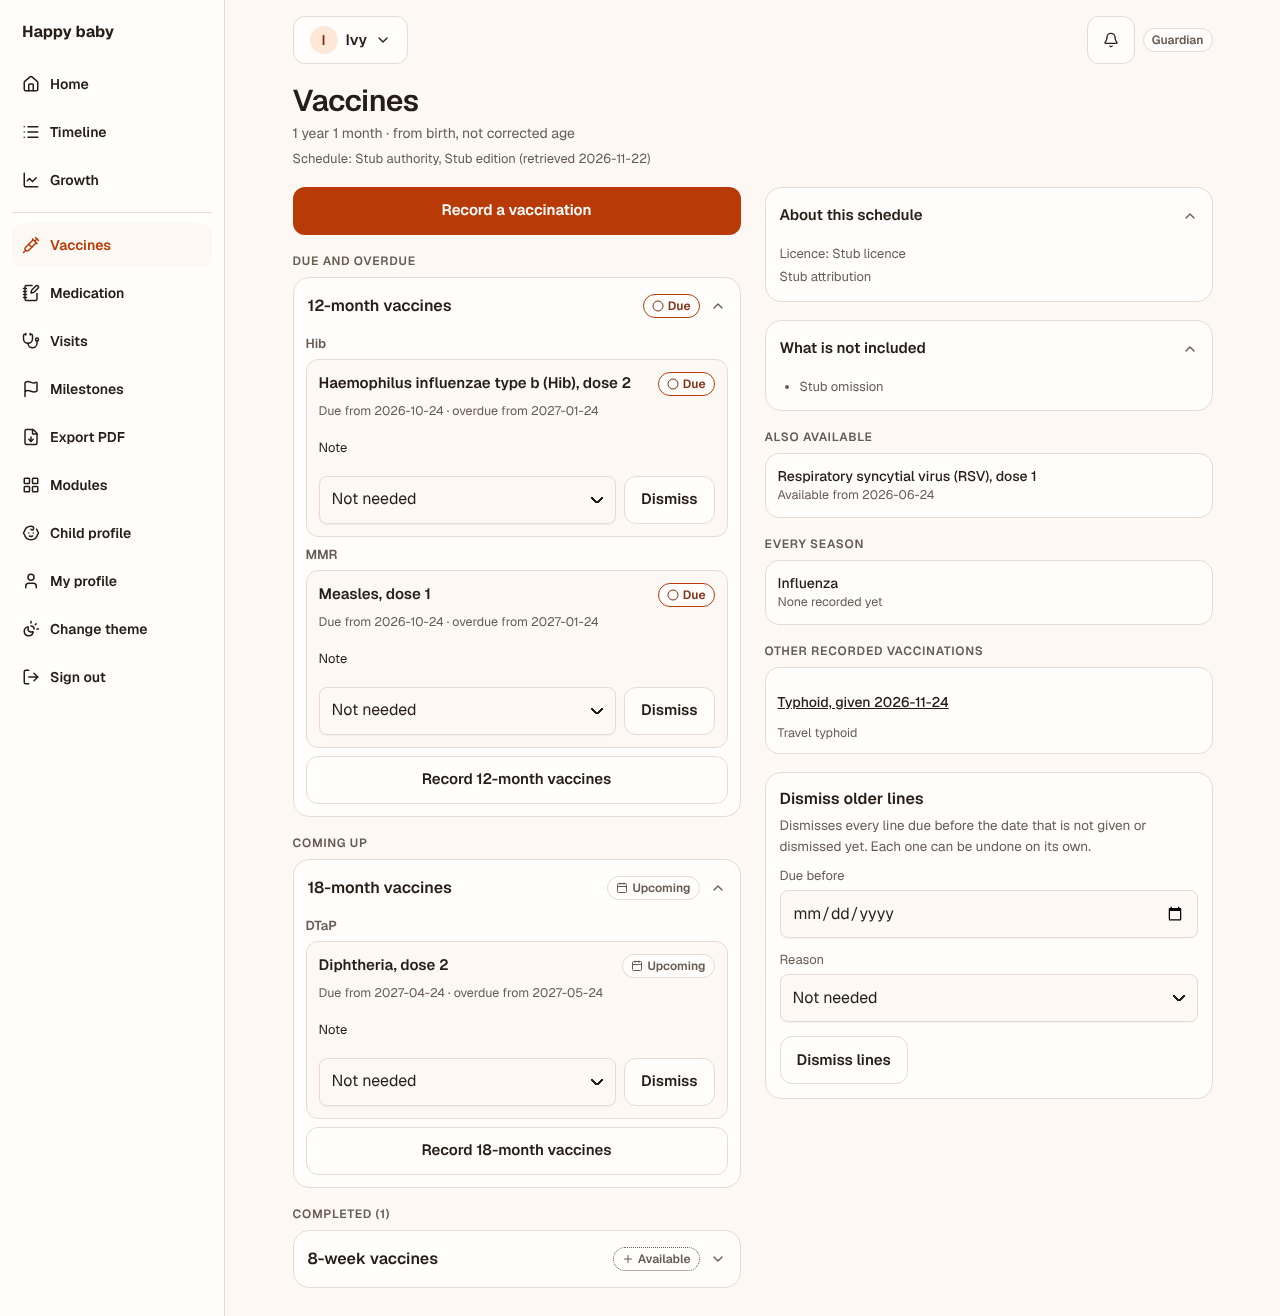 Happy baby
Home
Timeline
Growth
Vaccines
Medication
Visits
Milestones
Export PDF
Modules
Child profile
My profile
Change theme
Sign out
I Ivy
Guardian
Vaccines
1 year 1 month · from birth, not corrected age
Schedule: Stub authority, Stub edition (retrieved 2026-11-22)
Record a vaccination
DUE AND OVERDUE
12-month vaccines
Due
Hib
Haemophilus influenzae type b (Hib), dose 2
Due
Due from 2026-10-24 · overdue from 2027-01-24
Note
Not needed
Dismiss
MMR
Measles, dose 1
Due
Due from 2026-10-24 · overdue from 2027-01-24
Note
Not needed
Dismiss
Record 12-month vaccines
COMING UP
18-month vaccines
Upcoming
DTaP
Diphtheria, dose 2
Upcoming
Due from 2027-04-24 · overdue from 2027-05-24
Note
Not needed
Dismiss
Record 18-month vaccines
COMPLETED (1)
8-week vaccines
Available
About this schedule
Licence: Stub licence
Stub attribution
What is not included
• Stub omission
ALSO AVAILABLE
Respiratory syncytial virus (RSV), dose 1
Available from 2026-06-24
EVERY SEASON
Influenza
None recorded yet
OTHER RECORDED VACCINATIONS
Typhoid, given 2026-11-24
Travel typhoid
Dismiss older lines
Dismisses every line due before the date that is not given or
dismissed yet. Each one can be undone on its own.
Due before
mm/dd/yyyy
Reason
Not needed
Dismiss lines